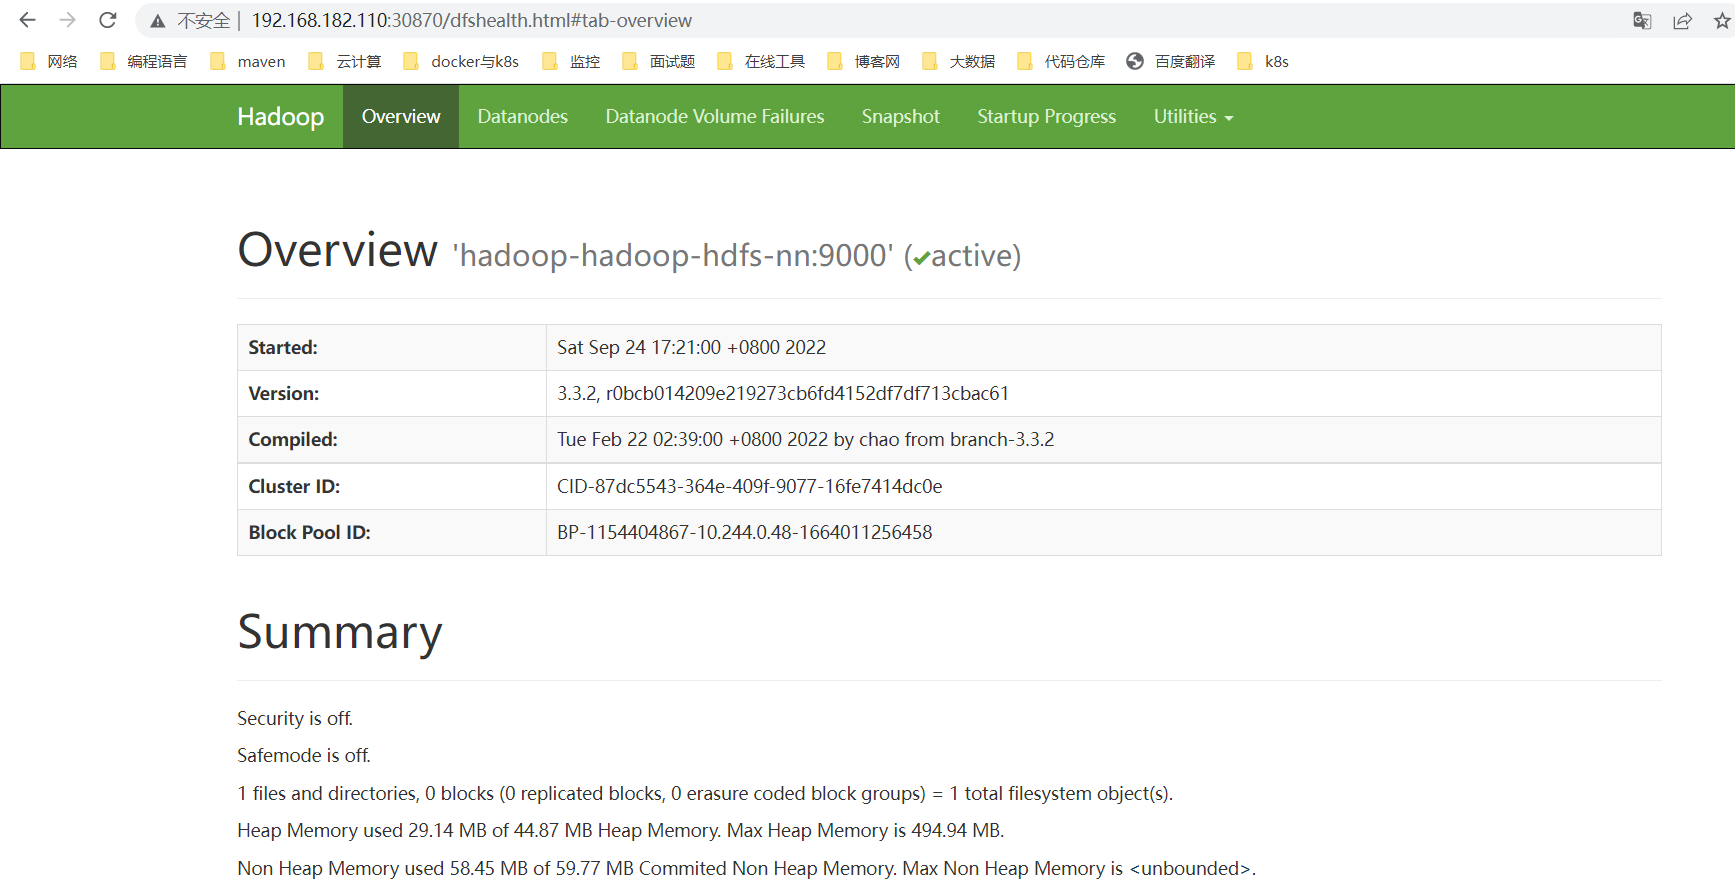 不安全 | 192.168.182.110:30870/dfshealth.html#tab-overview
网络 编程语言 maven 云计算 docker与k8s 监控 面试题 在线工具 博客网 大数据 代码仓库 百度翻译 k8s
Hadoop Overview Datanodes Datanode Volume Failures Snapshot Startup Progress Utilities
Overview 'hadoop-hadoop-hdfs-nn:9000' (✔active)
Started: Sat Sep 24 17:21:00 +0800 2022
Version: 3.3.2, r0bcb014209e219273cb6fd4152df7df713cbac61
Compiled: Tue Feb 22 02:39:00 +0800 2022 by chao from branch-3.3.2
Cluster ID: CID-87dc5543-364e-409f-9077-16fe7414dc0e
Block Pool ID: BP-1154404867-10.244.0.48-1664011256458
Summary
Security is off.
Safemode is off.
1 files and directories, 0 blocks (0 replicated blocks, 0 erasure coded block groups) = 1 total filesystem object(s).
Heap Memory used 29.14 MB of 44.87 MB Heap Memory. Max Heap Memory is 494.94 MB.
Non Heap Memory used 58.45 MB of 59.77 MB Commited Non Heap Memory. Max Non Heap Memory is <unbounded>.